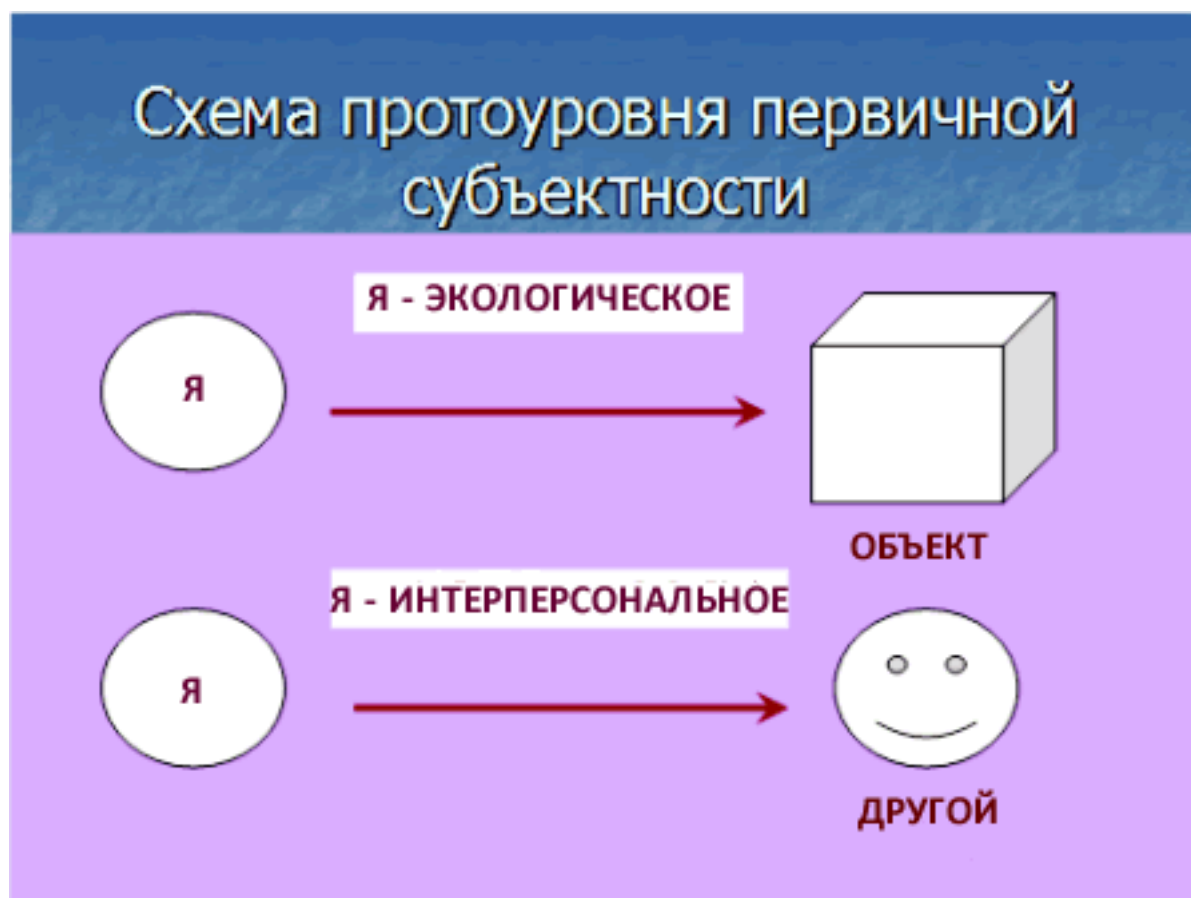 Схема протоуровня первичной
субъектности
Я - ЭКОЛОГИЧЕСКОЕ
Я
ОБЪЕКТ
Я - ИНТЕРПЕРСОНАЛЬНОЕ
Я
ДРУГОЙ